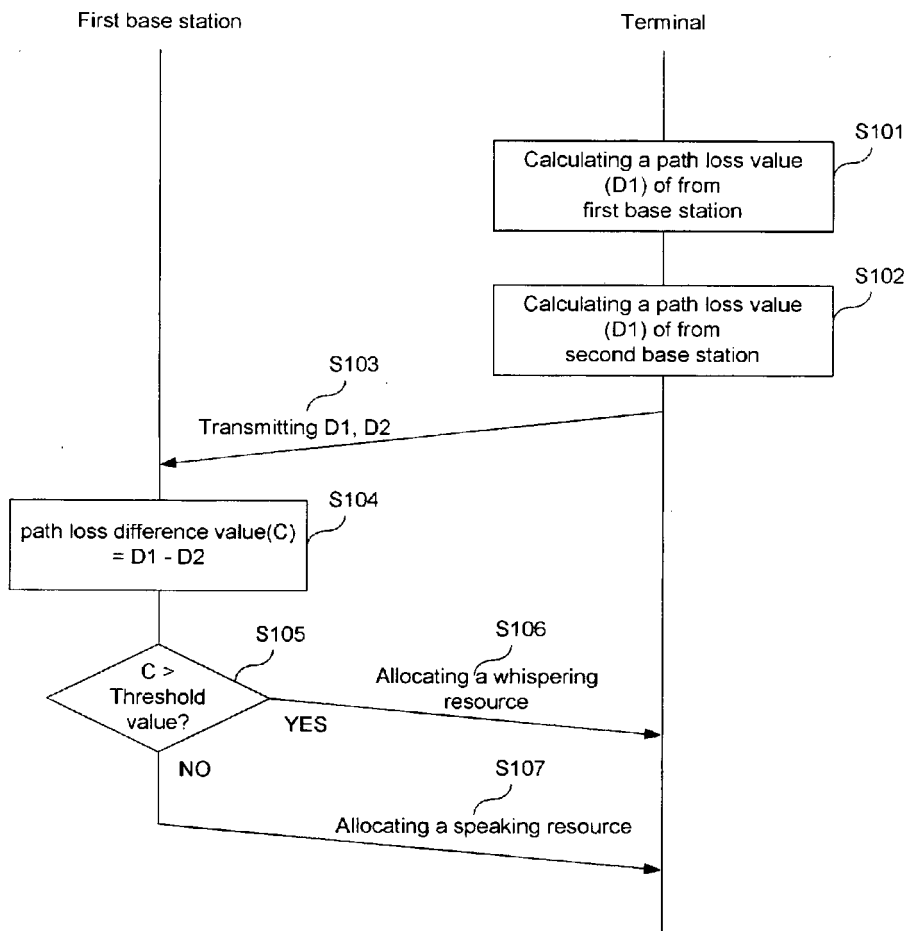 First base station
Terminal
S101
Calculating a path loss value
(D1) of from
first base station
S102
Calculating a path loss value
(D1) of from
second base station
S103
Transmitting D1, D2
S104
path loss difference value(C)
= D1 - D2
S105
C >
Threshold
value?
YES
NO
S106
Allocating a whispering
resource
S107
Allocating a speaking resource